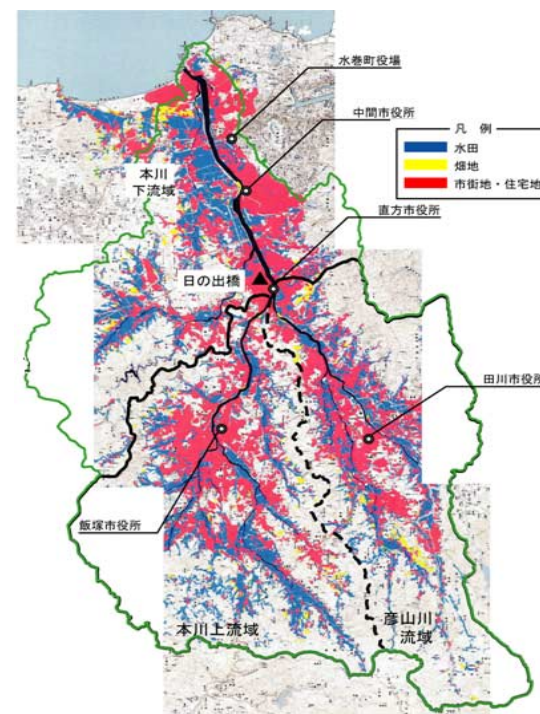 水巻町役場
中間市役所
凡 例
水田
畑地
市街地・住宅地
本川
下流域
直方市役所
日の出橋
田川市役所
飯塚市役所
本川上流域
彦山川
流域